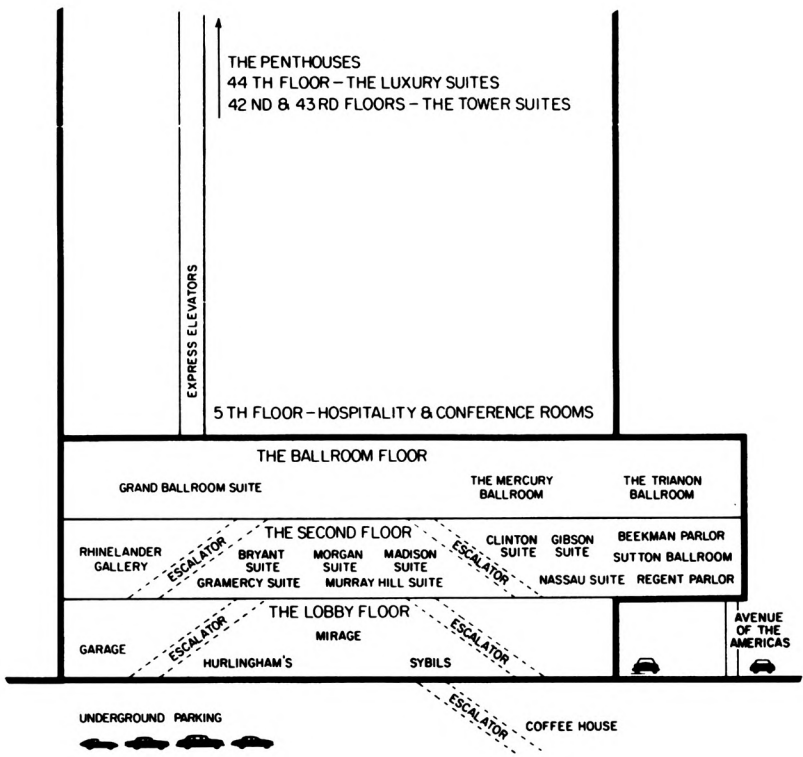 THE PENTHOUSES
44 TH FLOOR – THE LUXURY SUITES
42 ND & 43 RD FLOORS – THE TOWER SUITES
EXPRESS ELEVATORS
5 TH FLOOR – HOSPITALITY & CONFERENCE ROOMS
THE BALLROOM FLOOR
GRAND BALLROOM SUITE
THE MERCURY
BALLROOM
THE TRIANON
BALLROOM
THE SECOND FLOOR
RHINELANDER
GALLERY
ESCALATOR
BRYANT
SUITE
MORGAN
SUITE
MADISON
SUITE
GRAMERCY SUITE
MURRAY HILL SUITE
ESCALATOR
CLINTON
SUITE
GIBSON
SUITE
BEEKMAN PARLOR
SUTTON BALLROOM
NASSAU SUITE
REGENT PARLOR
THE LOBBY FLOOR
GARAGE
ESCALATOR
MIRAGE
HURLINGHAM'S
SYBILS
ESCALATOR
AVENUE
OF THE
AMERICAS
UNDERGROUND PARKING
ESCALATOR
COFFEE HOUSE